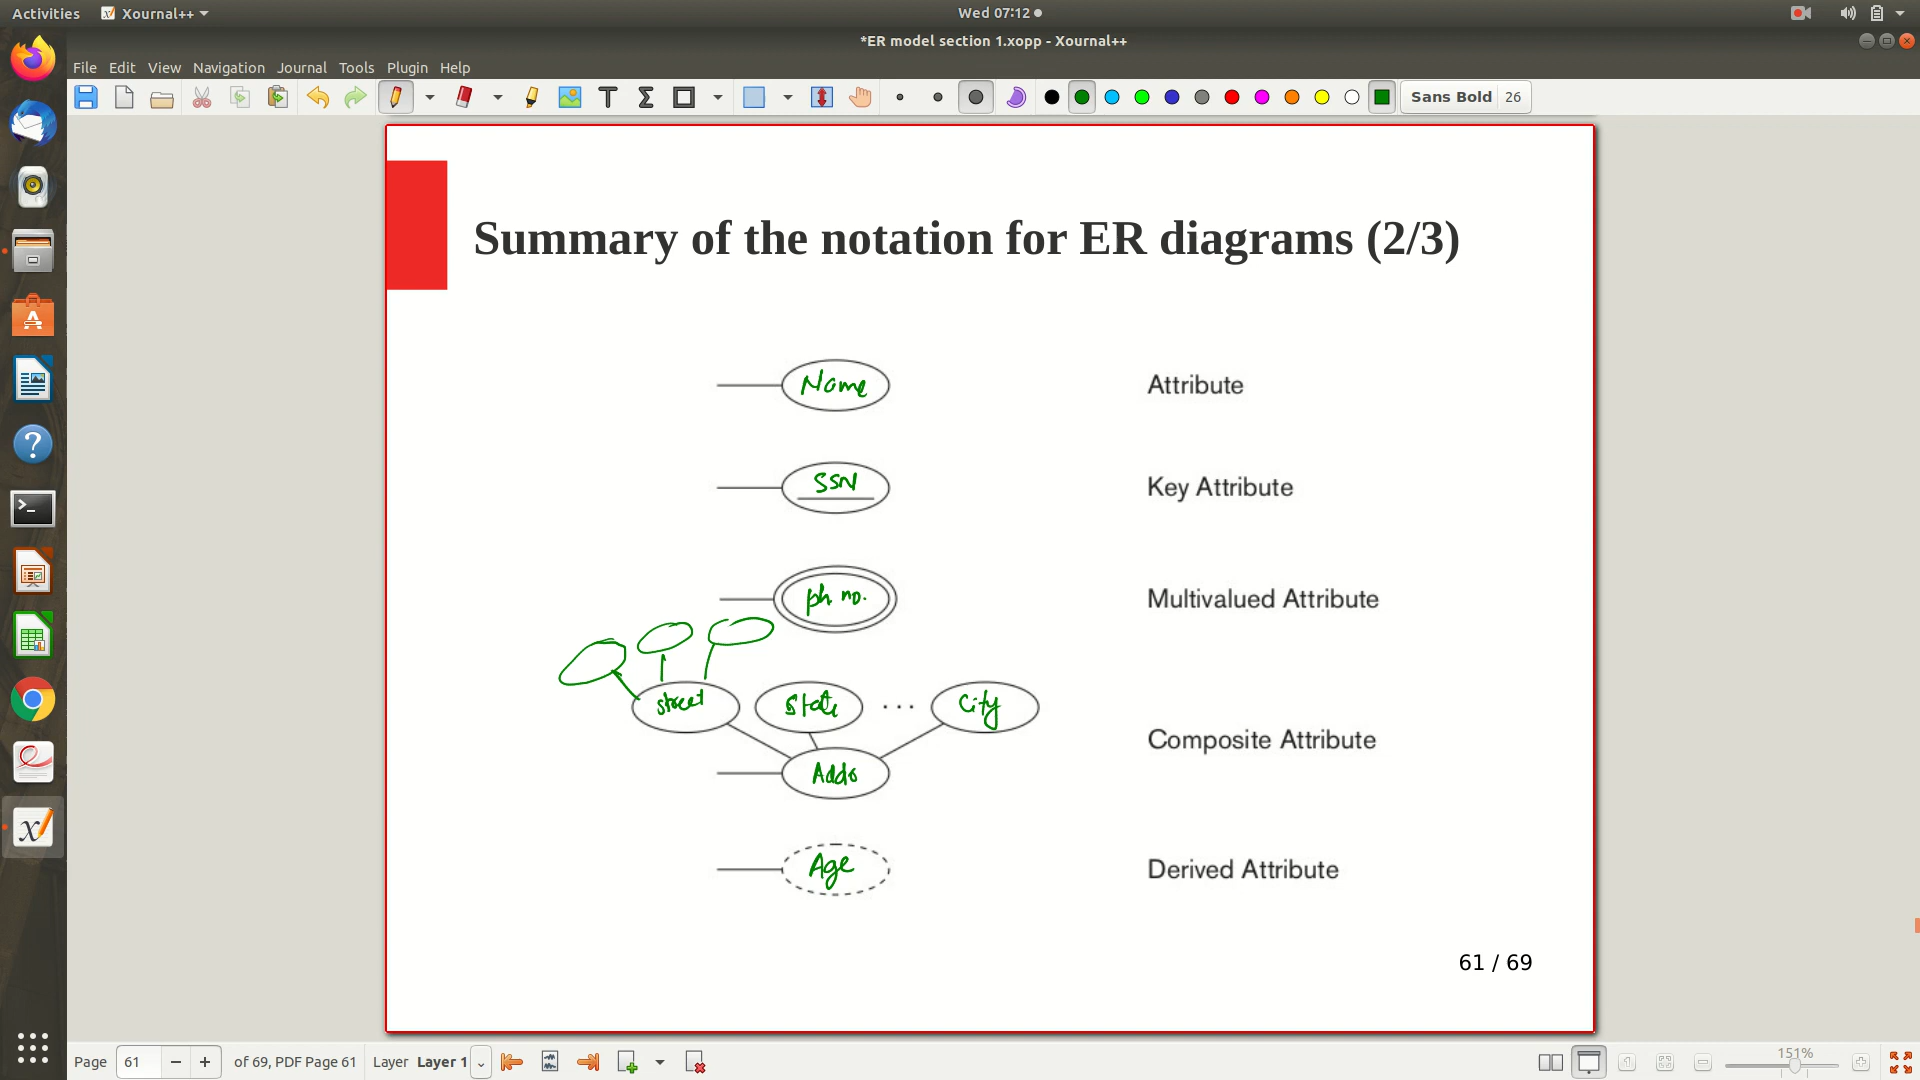 Activities Xournal++ Wed 07:12
*ER model section 1.xopp - Xournal++
File Edit View Navigation Journal Tools Plugin Help
Sans Bold 26
Summary of the notation for ER diagrams (2/3)
Name Attribute
SSN Key Attribute
ph no. Multivalued Attribute
street State ... City
Composite Attribute
Addr
Age Derived Attribute
61 / 69
Page 61 of 69, PDF Page 61 Layer Layer 1 151%